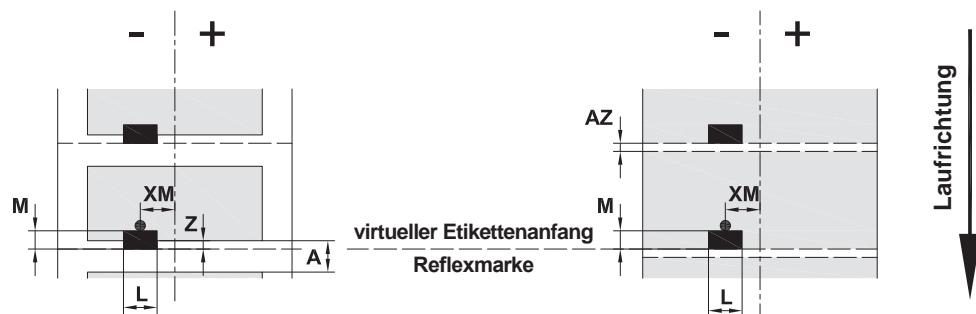 - +
- +
AZ
XM
XM
M
Z
M
virtueller Etikettenanfang
A
Reflexmarke
L
L
Laufrichtung